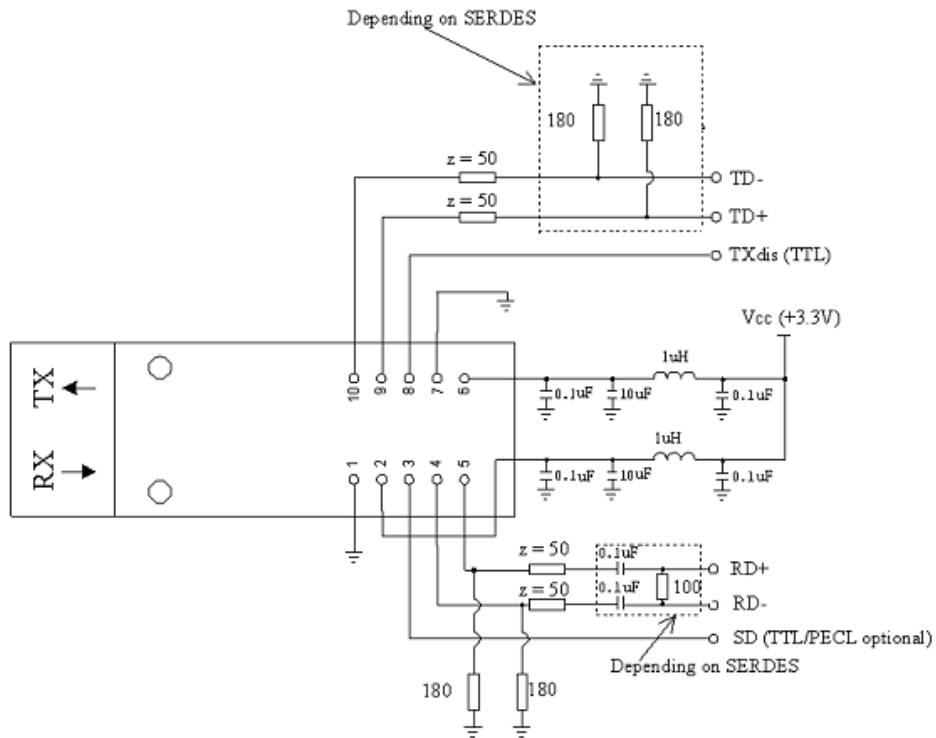 Depending on SERDES
180
180
z = 50
TD-
z = 50
TD+
TXdis (TTL)
Vcc (+3.3V)
TX
RX
10
9
8
7
6
1uH
0.1uF
10uF
0.1uF
1
2
3
4
5
1uH
0.1uF
10uF
0.1uF
z = 50
0.1uF
RD+
z = 50
0.1uF
100
RD-
SD (TTL/PECL optional)
Depending on SERDES
180
180